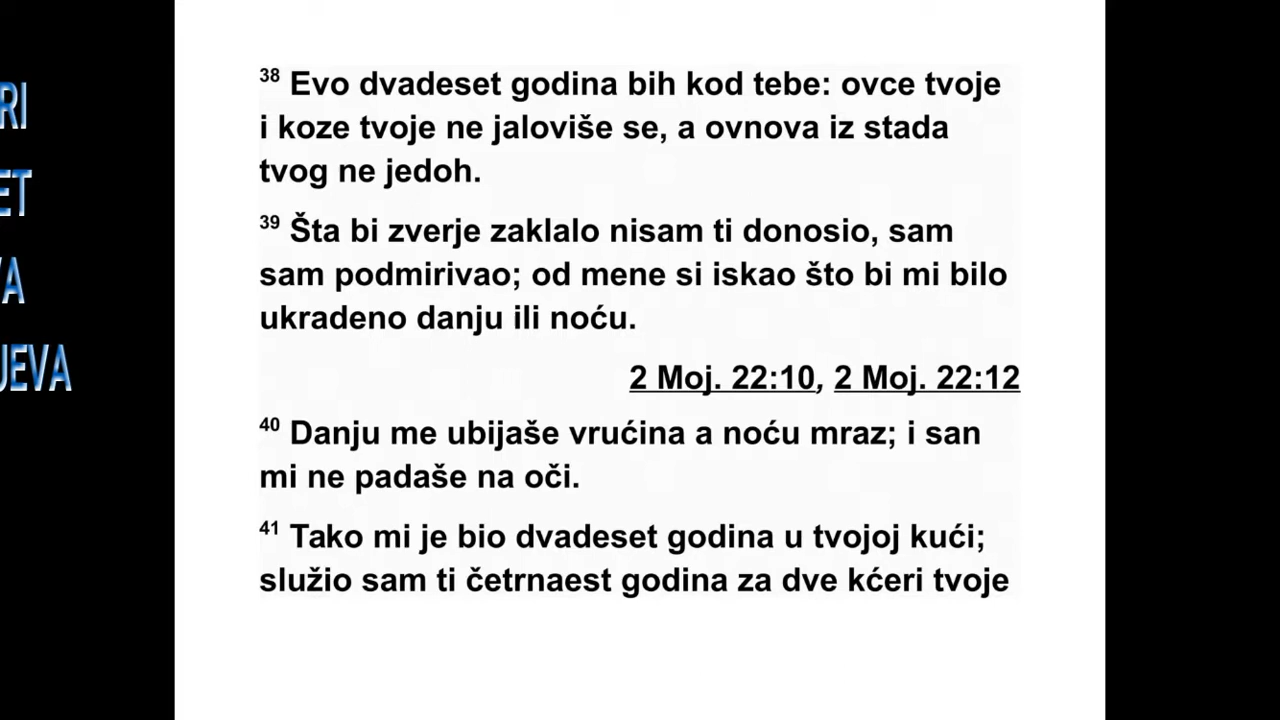 38 Evo dvadeset godina bih kod tebe: ovce tvoje
i koze tvoje ne jaloviše se, a ovnova iz stada
tvog ne jedoh.
39 Šta bi zverje zaklalo nisam ti donosio, sam
sam podmirivao; od mene si iskao što bi mi bilo
ukradeno danju ili noću.
2 Moj. 22:10, 2 Moj. 22:12
40 Danju me ubijaše vrućina a noću mraz; i san
mi ne padaše na oči.
41 Tako mi je bio dvadeset godina u tvojoj kući;
služio sam ti četrnaest godina za dve kćeri tvoje